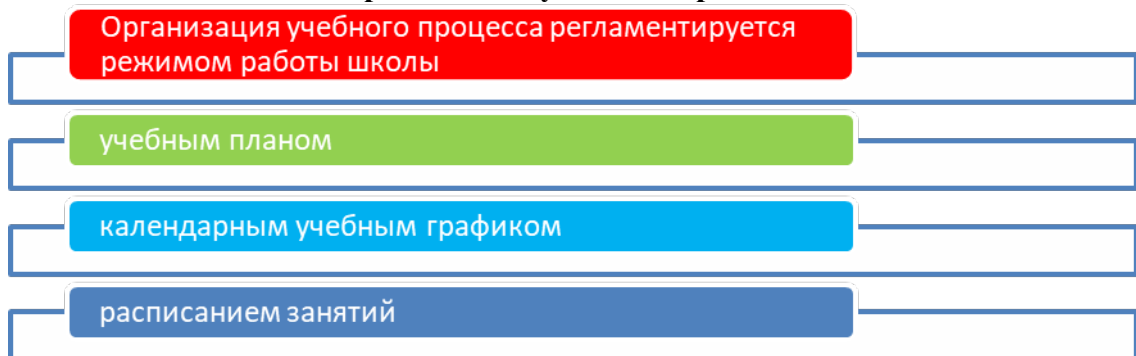 Организация учебного процесса регламентируется
режимом работы школы
учебным планом
календарным учебным графиком
расписанием занятий